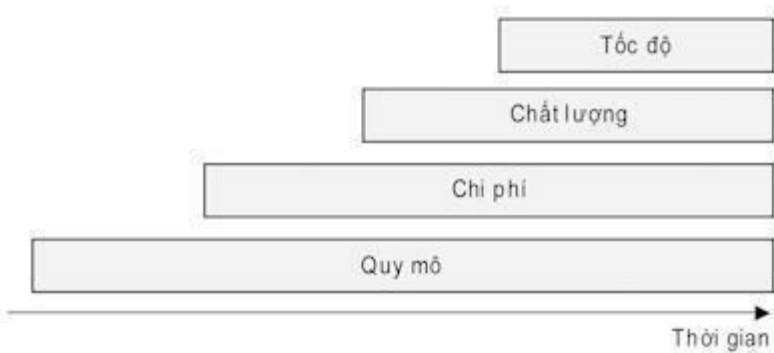 Tốc độ
Chất lượng
Chi phí
Quy mô
Thời gian